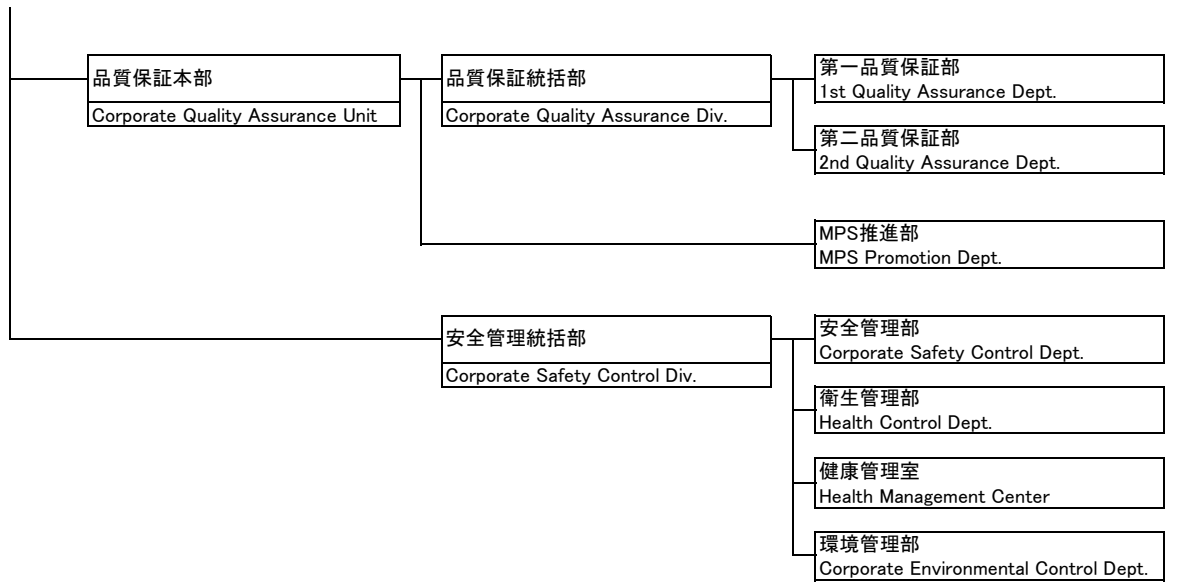 品質保証本部
Corporate Quality Assurance Unit
品質保証統括部
Corporate Quality Assurance Div.
第一品質保証部
1st Quality Assurance Dept.
第二品質保証部
2nd Quality Assurance Dept.
MPS推進部
MPS Promotion Dept.
安全管理統括部
Corporate Safety Control Div.
安全管理部
Corporate Safety Control Dept.
衛生管理部
Health Control Dept.
健康管理室
Health Management Center
環境管理部
Corporate Environmental Control Dept.